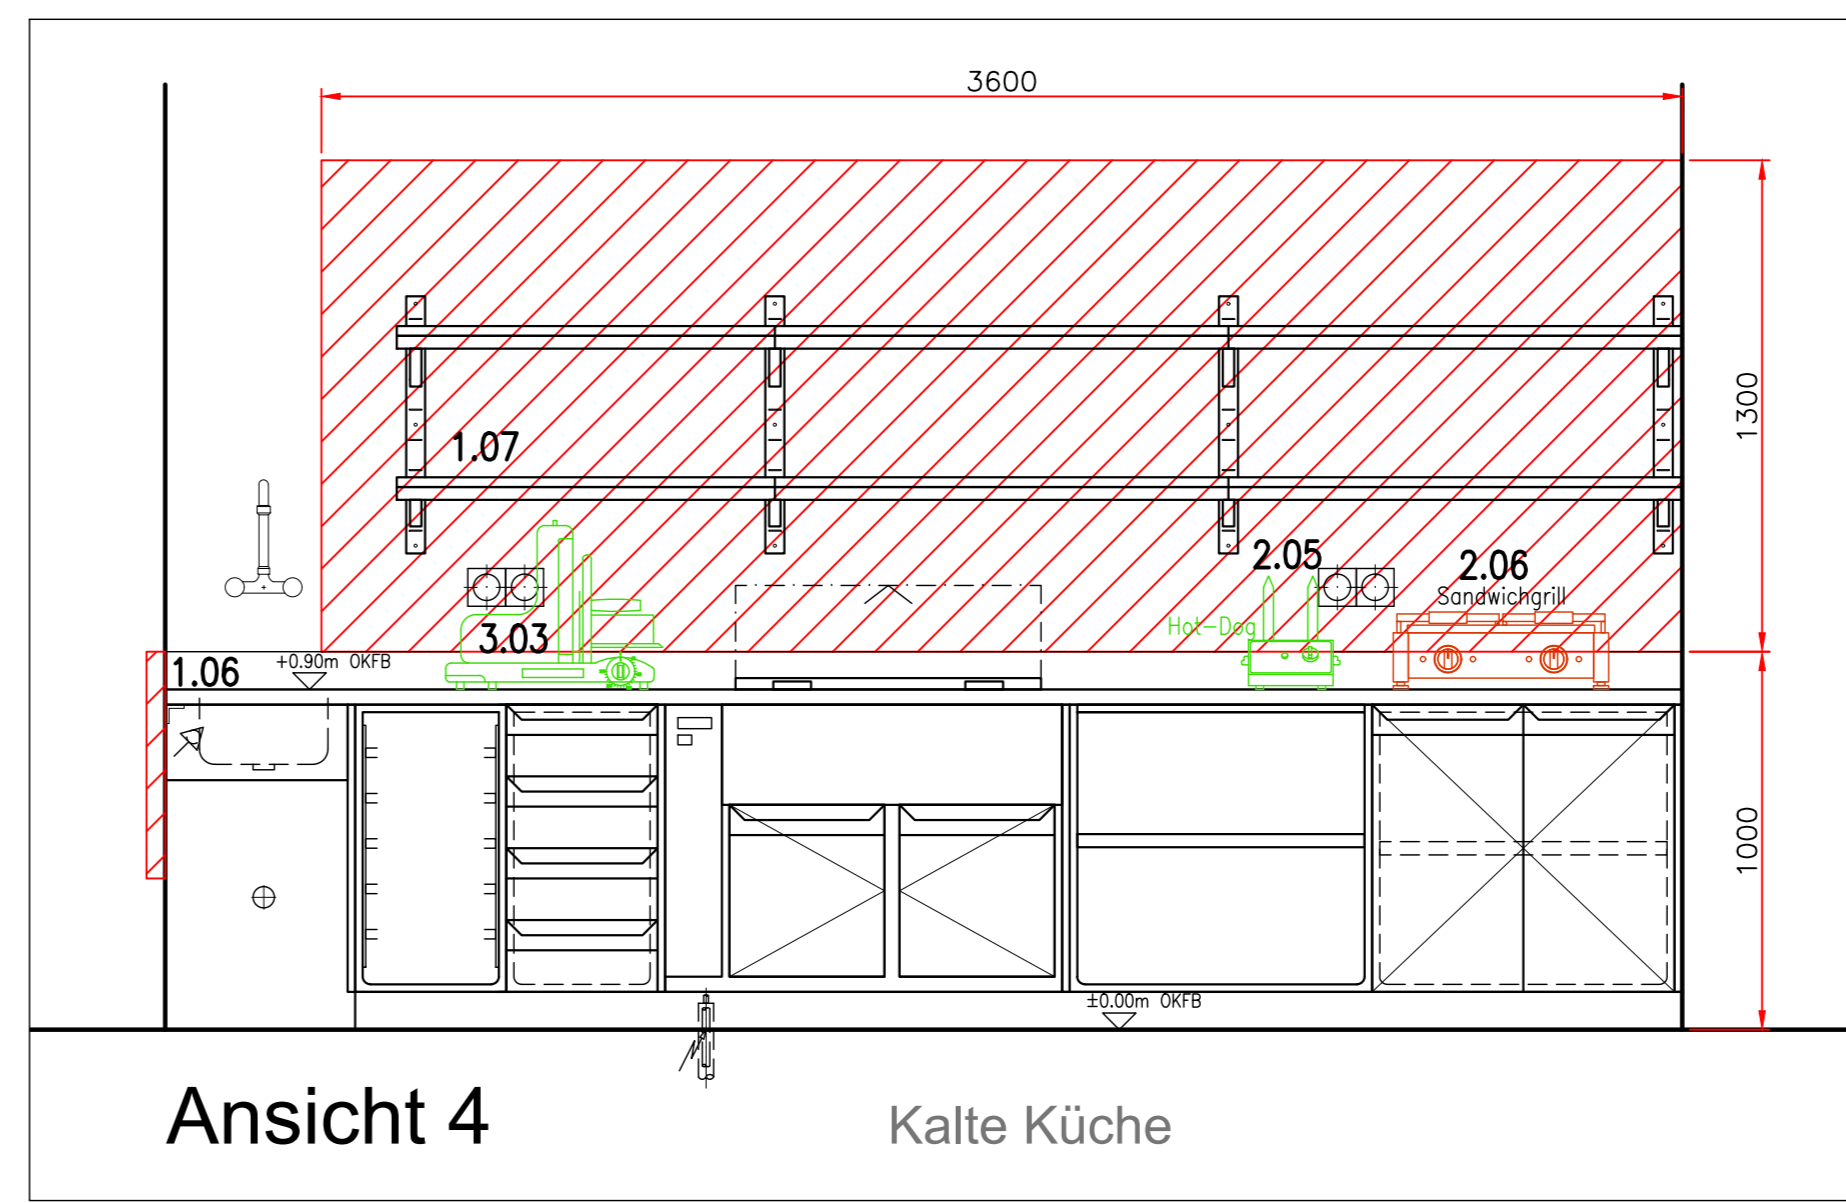 3600
1300
1.07
2.05
2.06
Sandwichgrill
Hot-Dog
3.03
1.06
+0.90m OKFB
1000
±0.00m OKFB
Ansicht 4
Kalte Küche